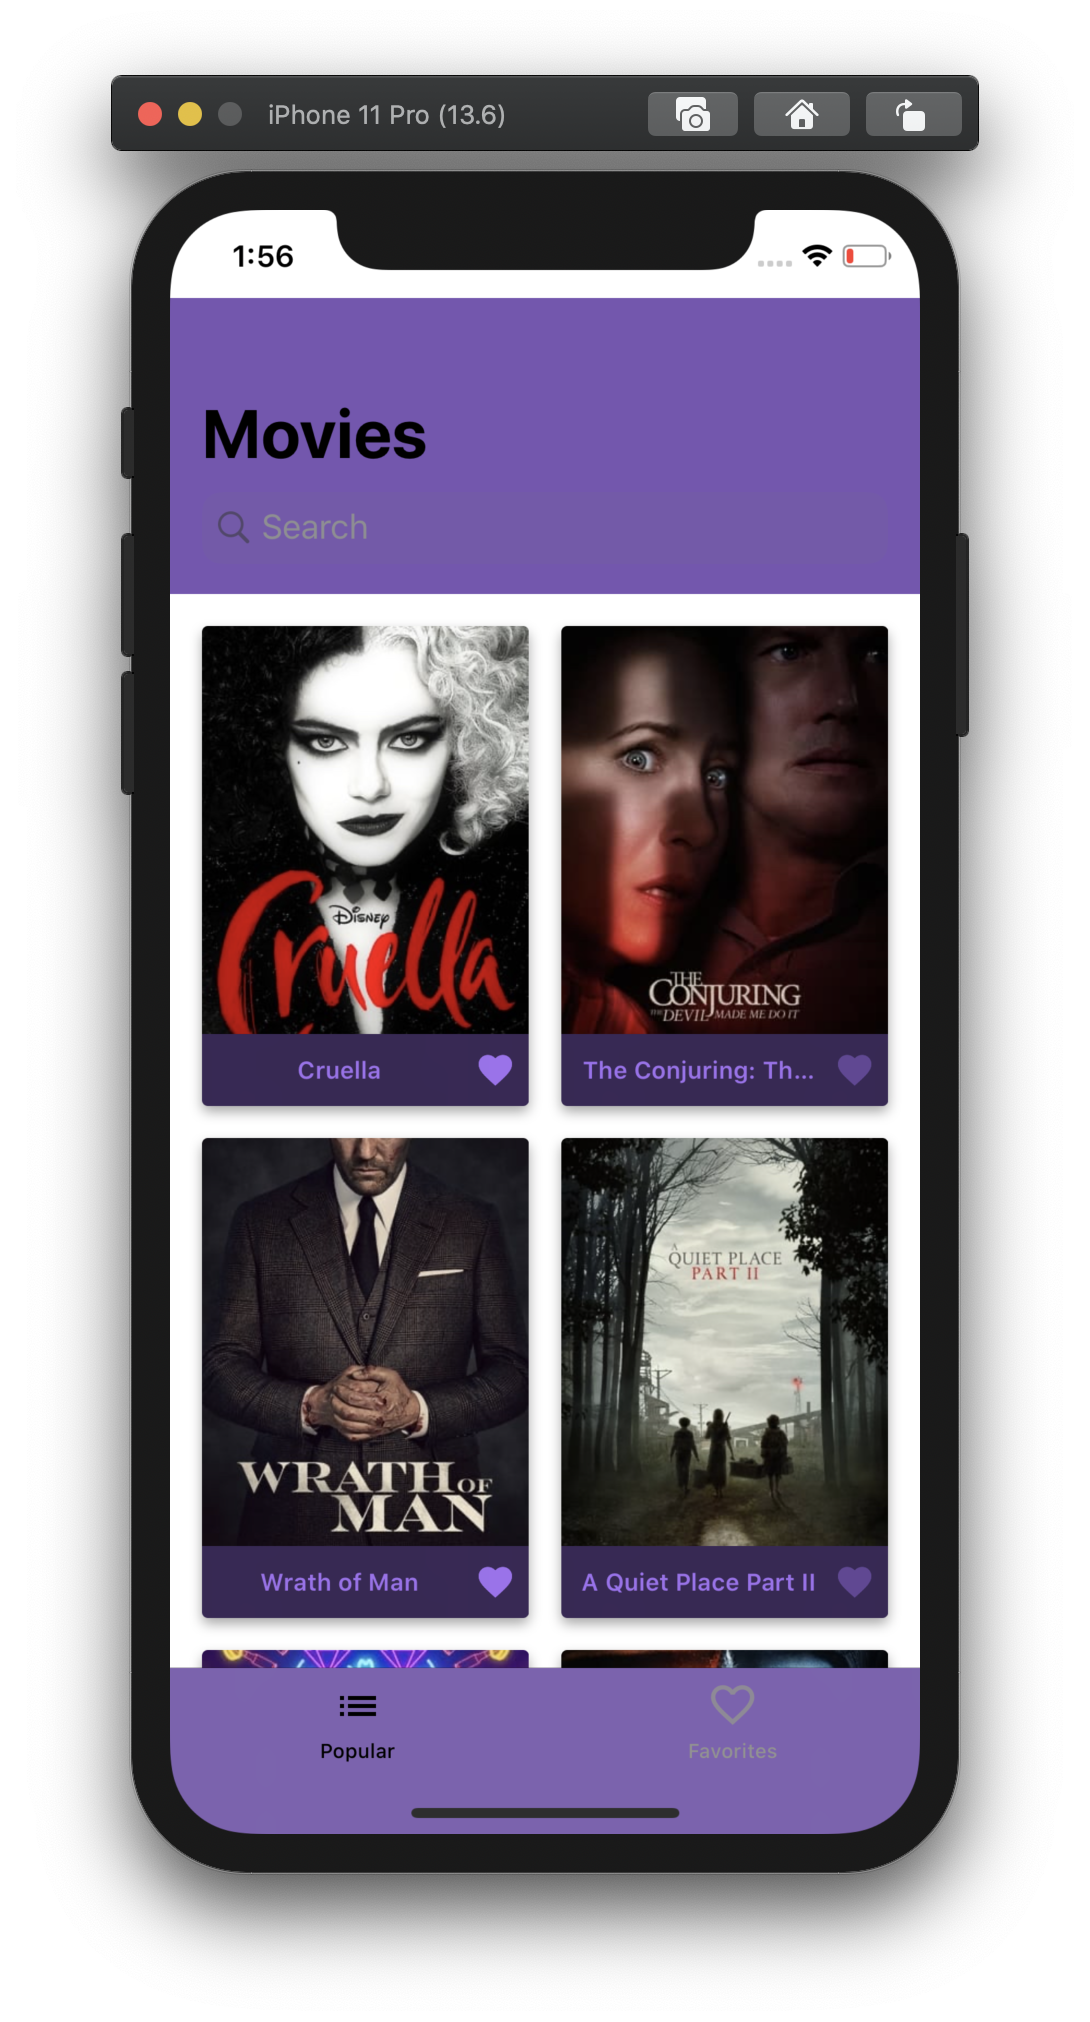 iPhone 11 Pro (13.6)
1:56
Movies
Search
DISNEY
Cruella
THE
CONJURING
THE DEVIL MADE ME DO IT
Cruella
The Conjuring: Th...
WRATH OF
MAN
A
QUIET PLACE
PART II
Wrath of Man
A Quiet Place Part II
Popular
Favorites